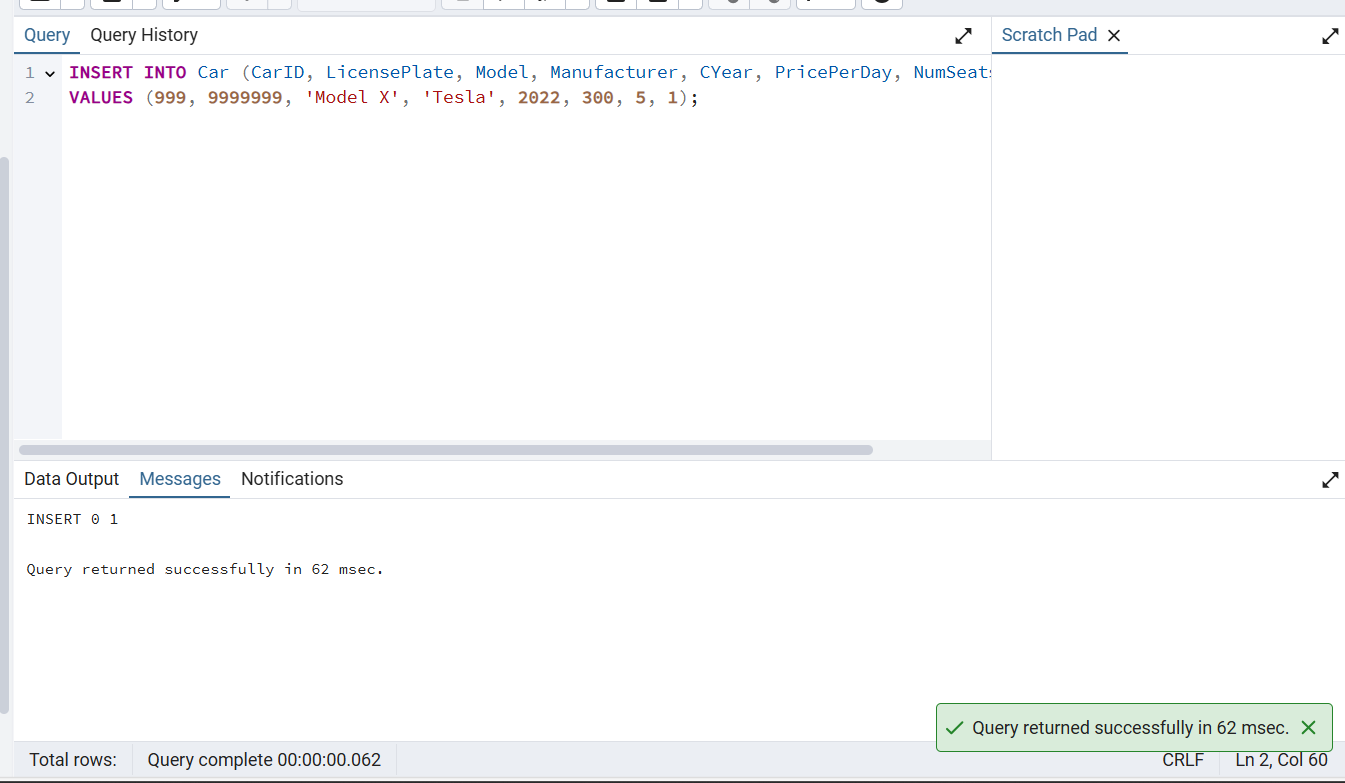 Query Query History
Scratch Pad
1 INSERT INTO Car (CarID, LicensePlate, Model, Manufacturer, CYear, PricePerDay, NumSeats
2 VALUES (999, 9999999, 'Model X', 'Tesla', 2022, 300, 5, 1);
Data Output Messages Notifications
INSERT 0 1
Query returned successfully in 62 msec.
Query returned successfully in 62 msec.
Total rows: Query complete 00:00:00.062 CRLF Ln 2, Col 60